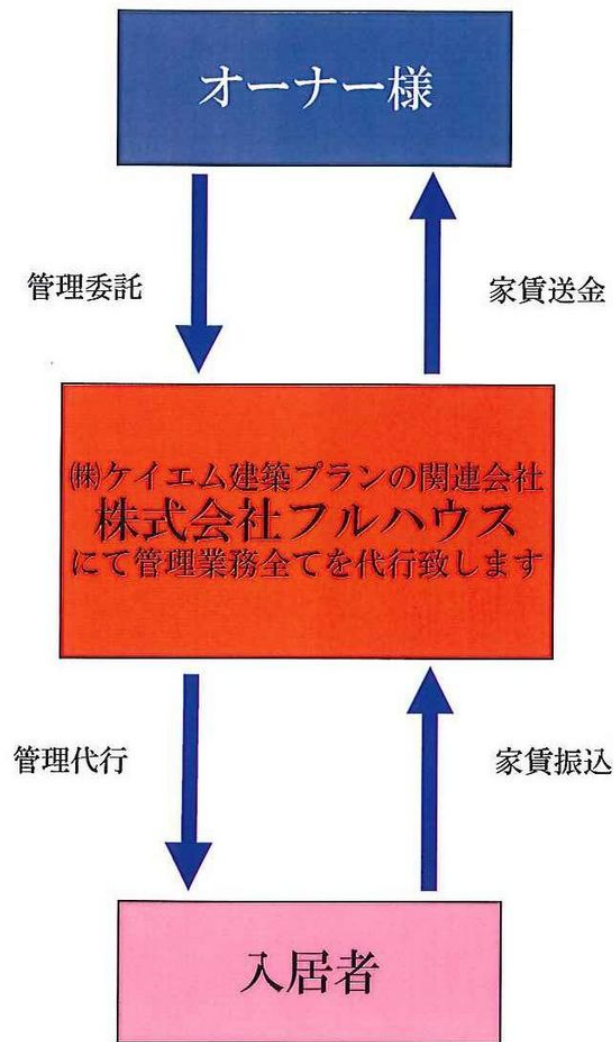 オーナー様
管理委託
家賃送金
㈱ケイエム建築プランの関連会社
株式会社フルハウス
にて管理業務全てを代行致します
管理代行
家賃振込
入居者